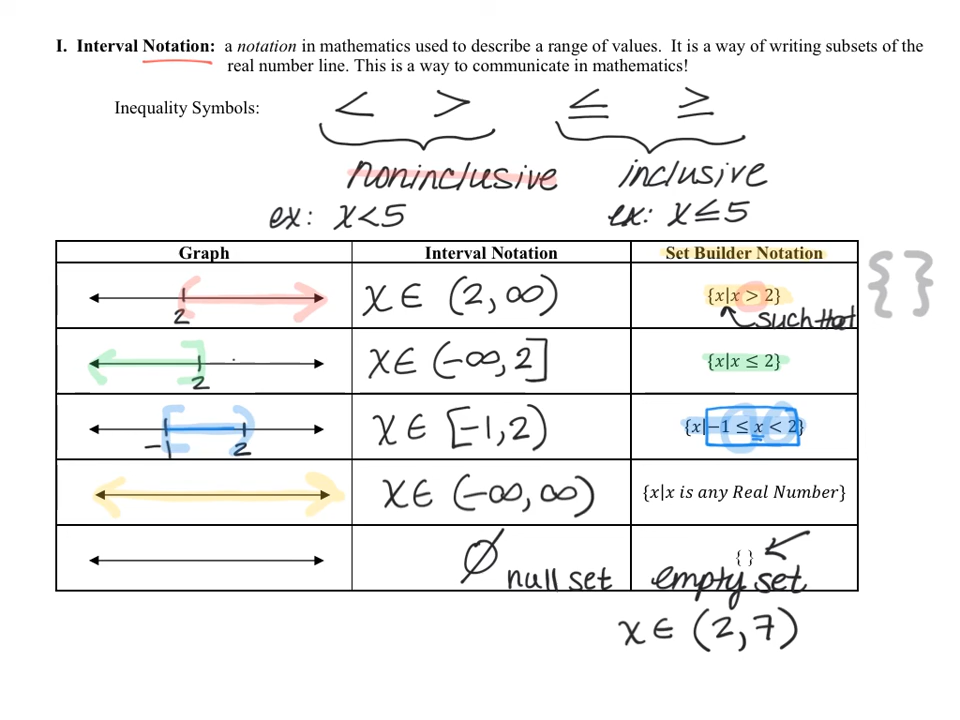 I. Interval Notation: a notation in mathematics used to describe a range of values. It is a way of writing subsets of the
real number line. This is a way to communicate in mathematics!
Inequality Symbols: < > ≤ ≥
noninclusive inclusive
ex: x<5 ex: x≤5
Graph Interval Notation Set Builder Notation
{ }
2 x∈ (2,∞) {x|x > 2}
such that
2 x∈ (-∞,2] {x|x ≤ 2}
-1 2 x∈ [-1,2) {x|−1 ≤ x < 2}
x∈ (-∞,∞) {x|x is any Real Number}
∅ null set { }
empty set
x∈ (2,7)